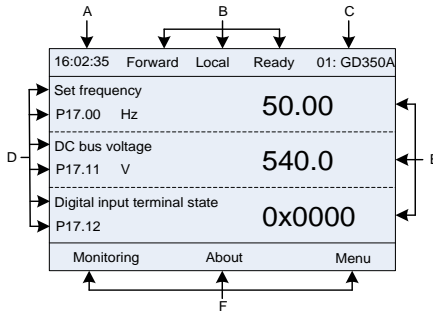 A B C
16:02:35 Forward Local Ready 01: GD350A
Set frequency
P17.00 Hz 50.00
DC bus voltage
P17.11 V 540.0
D E
Digital input terminal state
P17.12 0x0000
Monitoring About Menu
F